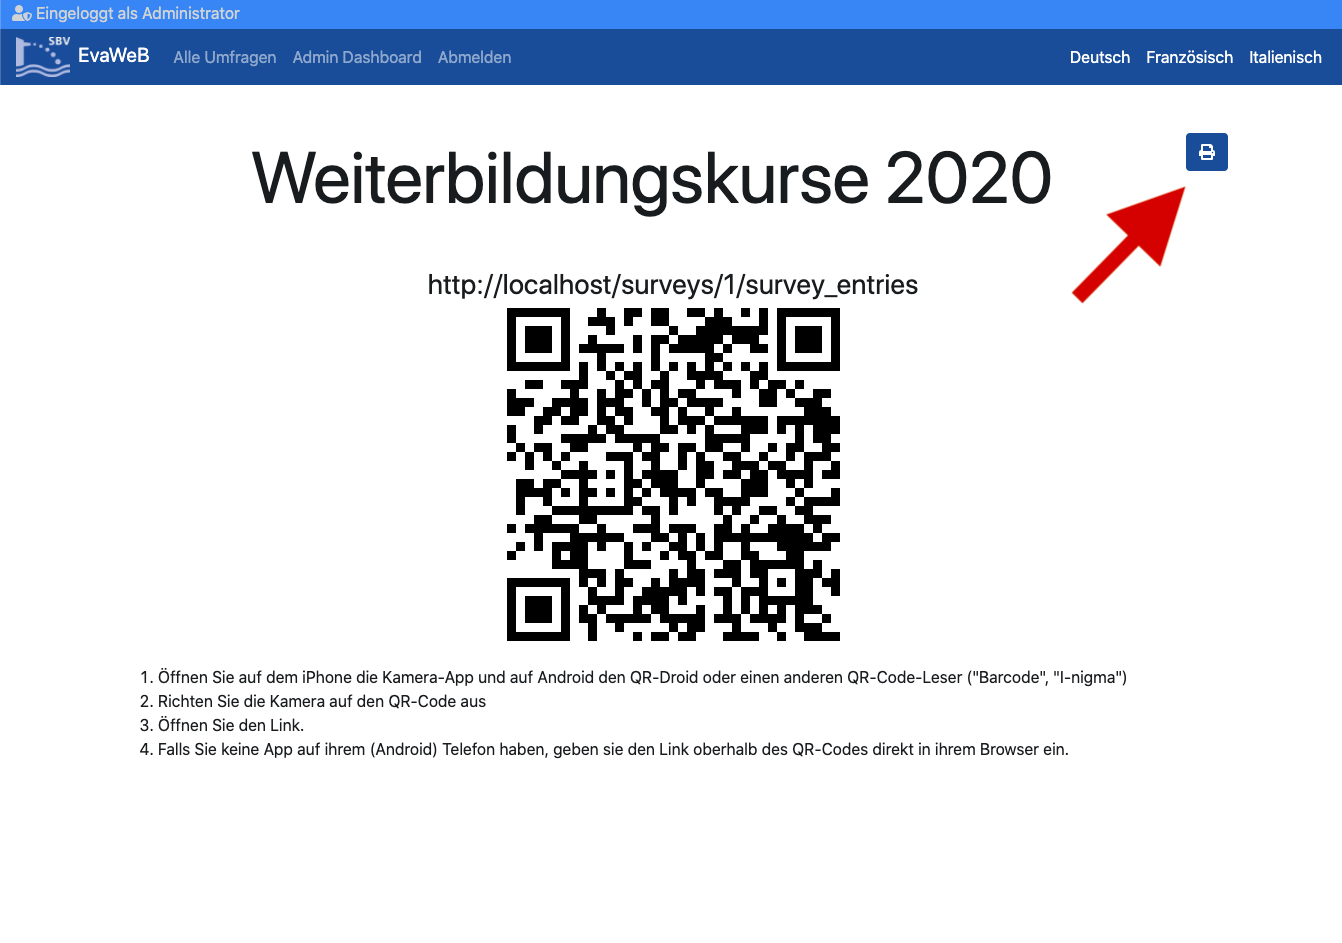 Eingeloggt als Administrator
SBV
EvaWeB Alle Umfragen Admin Dashboard Abmelden Deutsch Französisch Italienisch
Weiterbildungskurse 2020
http://localhost/surveys/1/survey_entries
1. Öffnen Sie auf dem iPhone die Kamera-App und auf Android den QR-Droid oder einen anderen QR-Code-Leser ("Barcode", "I-nigma")
2. Richten Sie die Kamera auf den QR-Code aus
3. Öffnen Sie den Link.
4. Falls Sie keine App auf ihrem (Android) Telefon haben, geben sie den Link oberhalb des QR-Codes direkt in ihrem Browser ein.